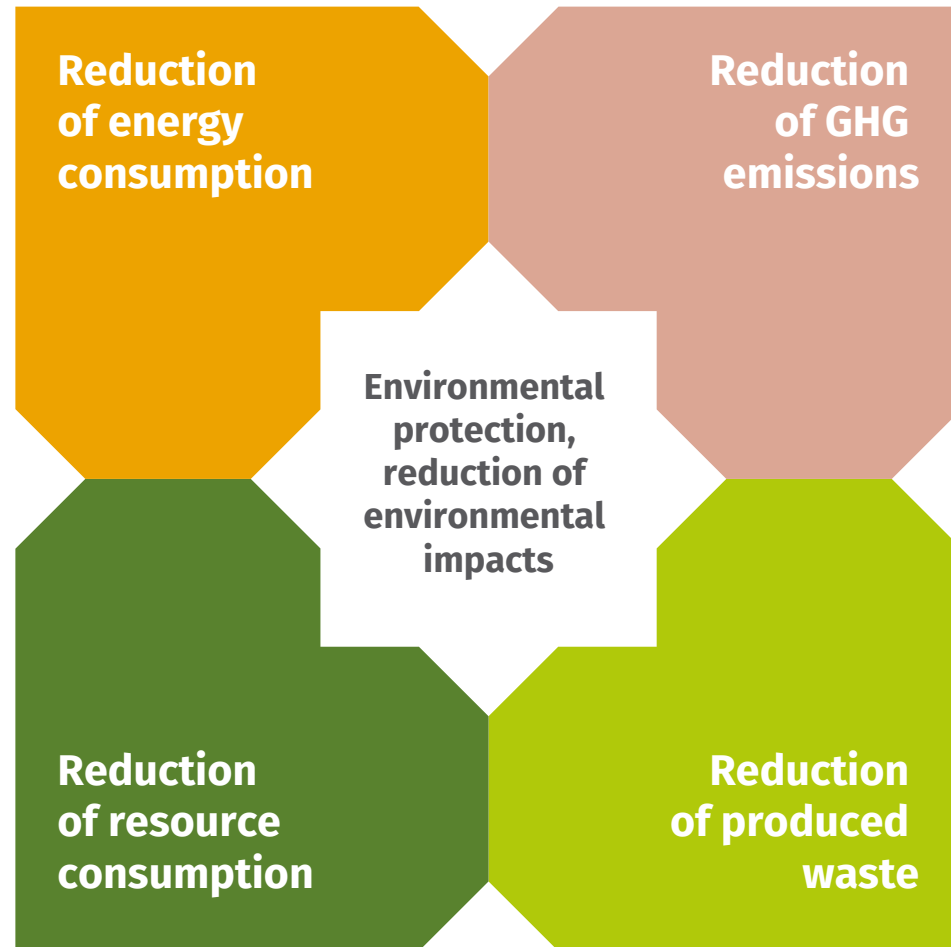 Reduction
of energy
consumption
Reduction
of GHG
emissions
Environmental
protection,
reduction of
environmental
impacts
Reduction
of resource
consumption
Reduction
of produced
waste